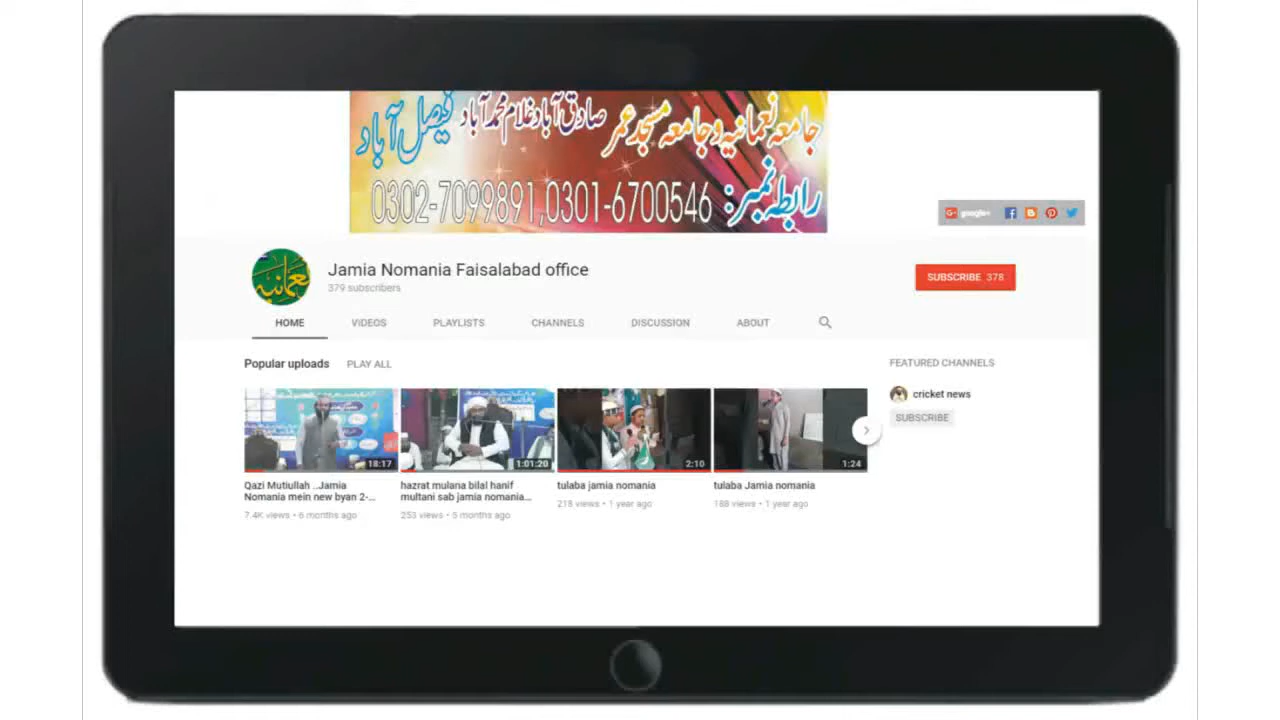 جامعہ نعمانیہ و جامعہ مسجد عمر صادق آباد غلام محمد آباد فیصل آباد
رابطہ نمبر: 0302-7099891,0301-6700546
google+
نعمانیہ
Jamia Nomania Faisalabad office
379 subscribers
SUBSCRIBE 378
HOME VIDEOS PLAYLISTS CHANNELS DISCUSSION ABOUT
Popular uploads PLAY ALL
FEATURED CHANNELS
cricket news
SUBSCRIBE
18:17
1:01:20
2:10
1:24
Qazi Mutiullah ..Jamia
Nomania mein new byan 2-...
7.4K views • 6 months ago
hazrat mulana bilal hanif
multani sab jamia nomania...
253 views • 5 months ago
tulaba jamia nomania
218 views • 1 year ago
tulaba Jamia nomania
188 views • 1 year ago